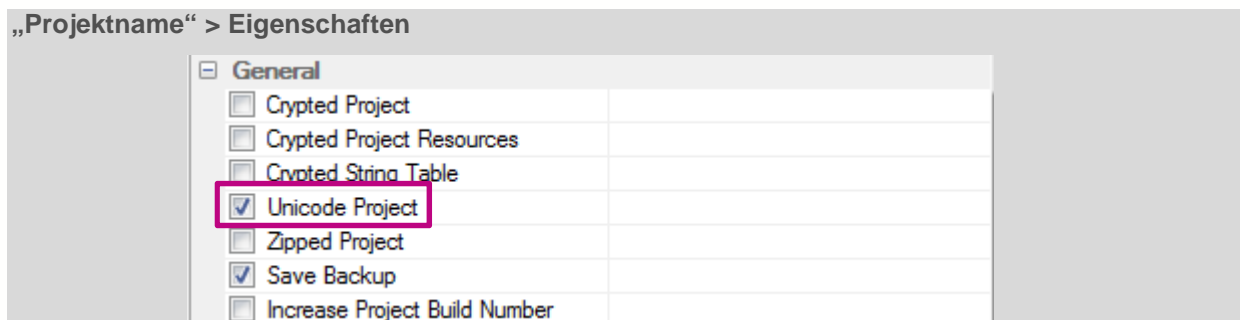 „Projektname“ > Eigenschaften
General
Crypted Project
Crypted Project Resources
Crypted String Table
Unicode Project
Zipped Project
Save Backup
Increase Project Build Number